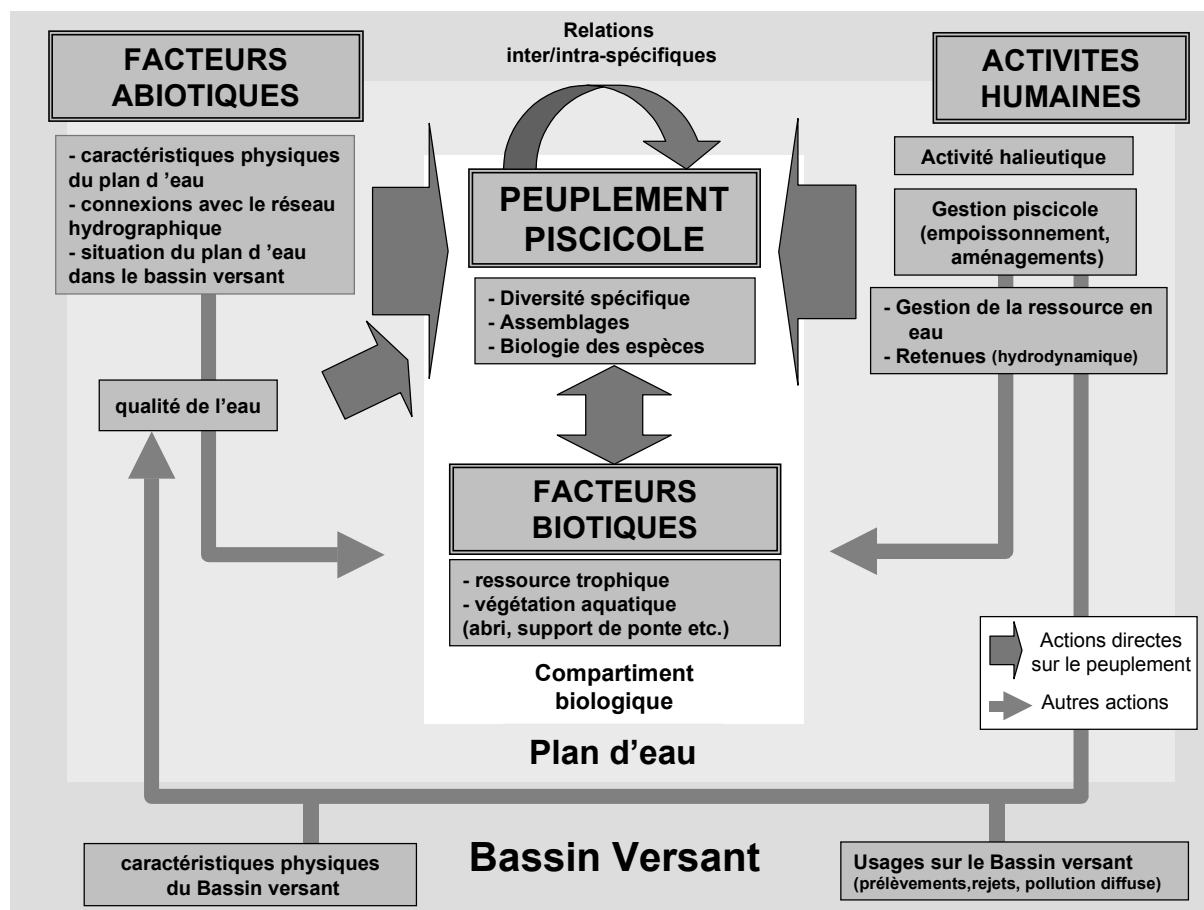 Relations
inter/intra-spécifiques
FACTEURS
ABIOTIQUES
- caractéristiques physiques
du plan d ’eau
- connexions avec le réseau
hydrographique
- situation du plan d ’eau
dans le bassin versant
qualité de l’eau
PEUPLEMENT
PISCICOLE
- Diversité spécifique
- Assemblages
- Biologie des espèces
FACTEURS
BIOTIQUES
- ressource trophique
- végétation aquatique
(abri, support de ponte etc.)
Compartiment
biologique
ACTIVITES
HUMAINES
Activité halieutique
Gestion piscicole
(empoissonnement,
aménagements)
- Gestion de la ressource en
eau
- Retenues (hydrodynamique)
Actions directes
sur le peuplement
Autres actions
Plan d’eau
Bassin Versant
caractéristiques physiques
du Bassin versant
Usages sur le Bassin versant
(prélèvements,rejets, pollution diffuse)